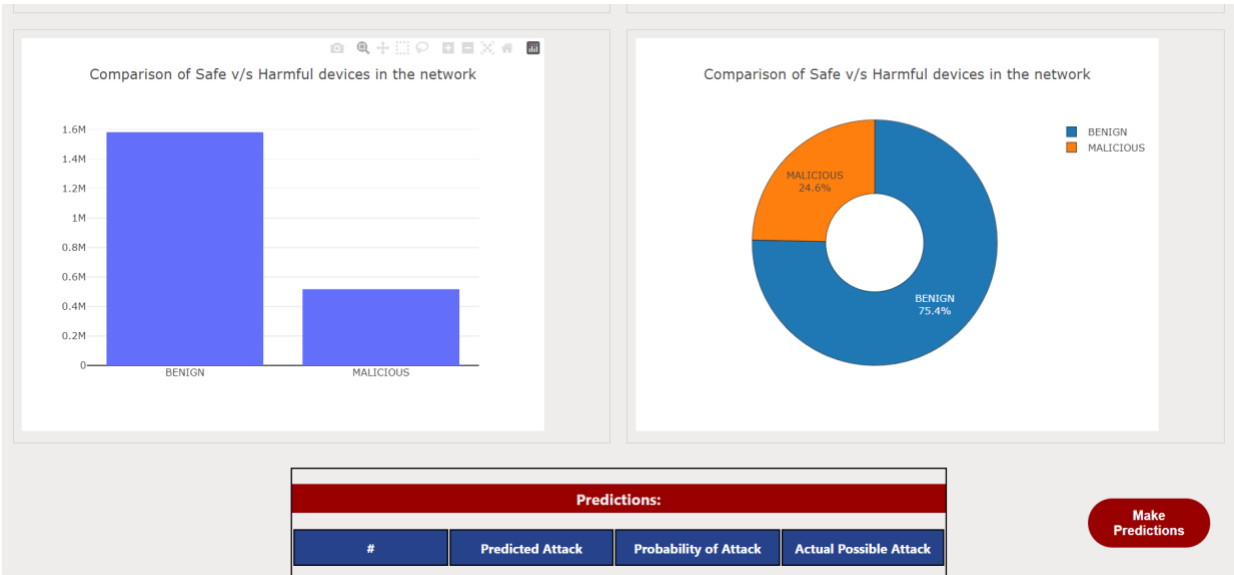 Comparison of Safe v/s Harmful devices in the network
1.6M
1.4M
1.2M
1M
0.8M
0.6M
0.4M
0.2M
0
BENIGN MALICIOUS
Comparison of Safe v/s Harmful devices in the network
BENIGN
MALICIOUS
MALICIOUS
24.6%
BENIGN
75.4%
Predictions:
# Predicted Attack Probability of Attack Actual Possible Attack
Make
Predictions